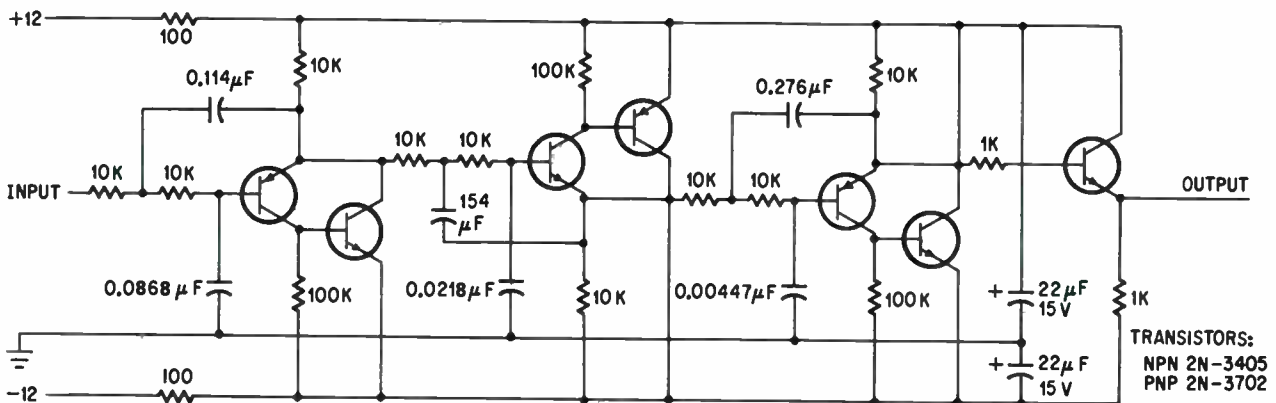 +12
100
10K
0.114µF
10K
10K
INPUT
0.0868µF
100K
10K
10K
154
µF
0.0218µF
100K
10K
10K
10K
0.276µF
10K
0.00447µF
100K
1K
OUTPUT
1K
+ 22µF
15V
+ 22µF
15V
TRANSISTORS:
NPN 2N-3405
PNP 2N-3702
-12
100